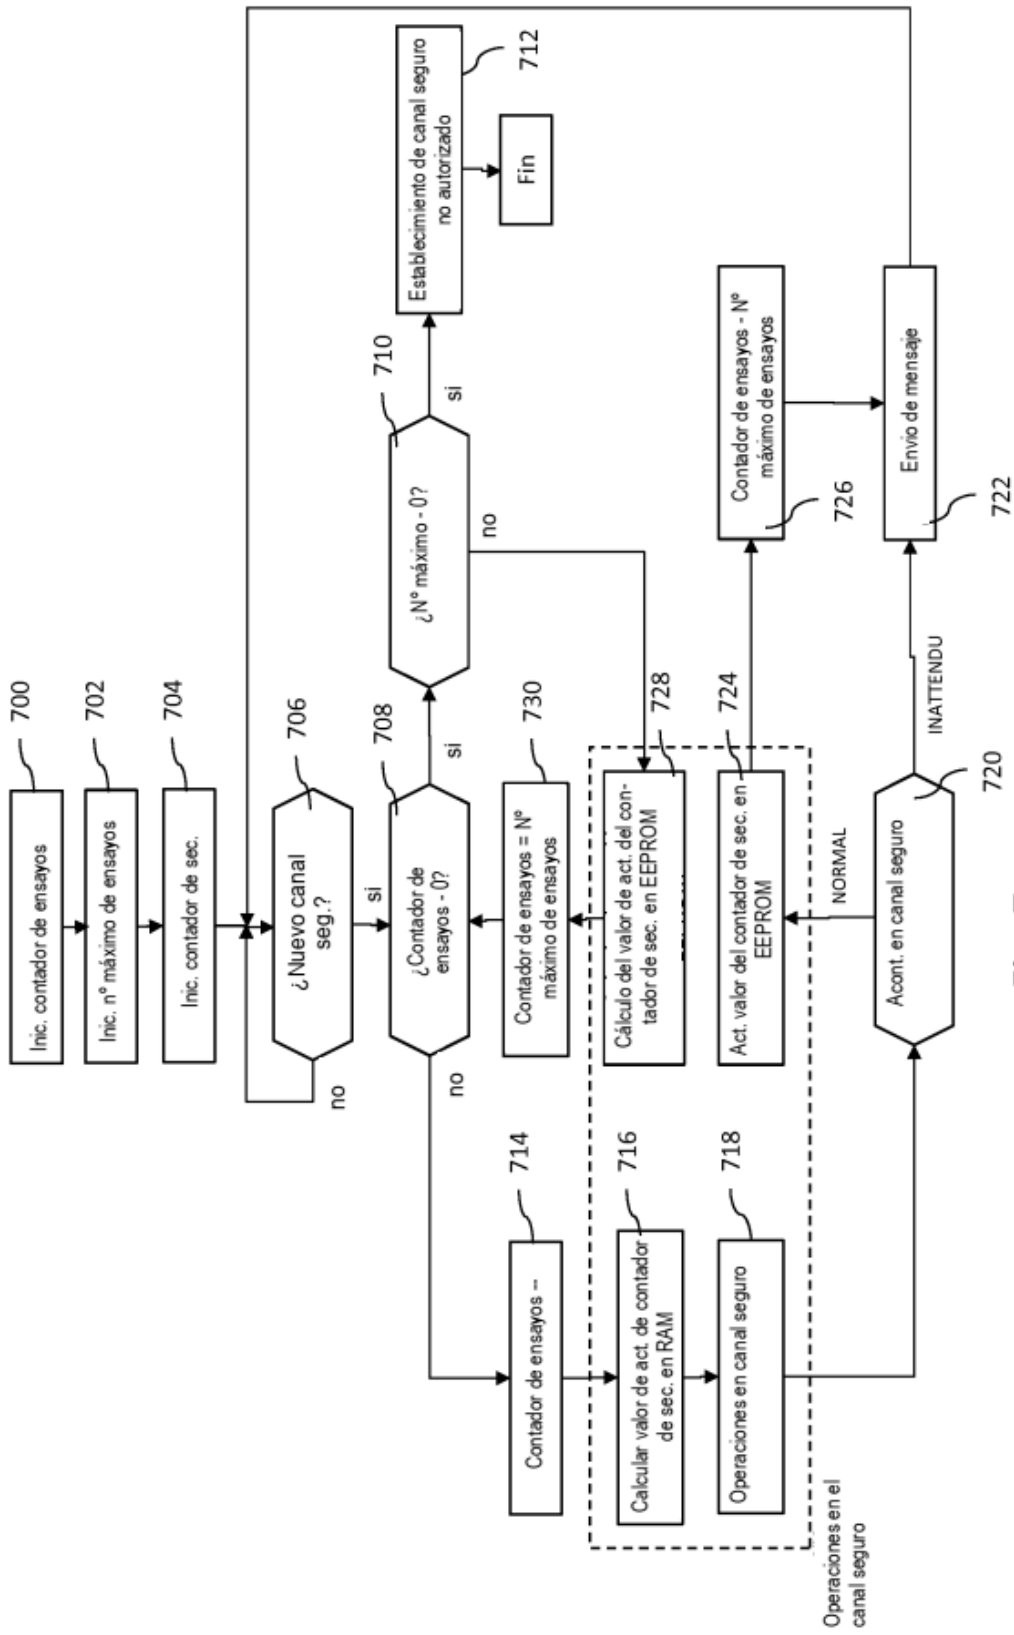 700
Inic. contador de ensayos
702
Inic. nº máximo de ensayos
704
Inic. contador de sec.
706
¿Nuevo canal
seg.?
no
si
708
¿Contador de
ensayos - 0?
no
si
710
¿Nº máximo - 0?
si
no
712
Establecimiento de canal seguro
no autorizado
Fin
714
Contador de ensayos --
730
Contador de ensayos = Nº
máximo de ensayos
716
Calcular valor de act. de contador
de sec. en RAM
728
Cálculo del valor de act. del con-
tador de sec. en EEPROM
718
Operaciones en canal seguro
724
Act. valor del contador de sec. en
EEPROM
726
Contador de ensayos - Nº
máximo de ensayos
Operaciones en el
canal seguro
NORMAL
720
Acont. en canal seguro
INATTENDU
722
Envio de mensaje